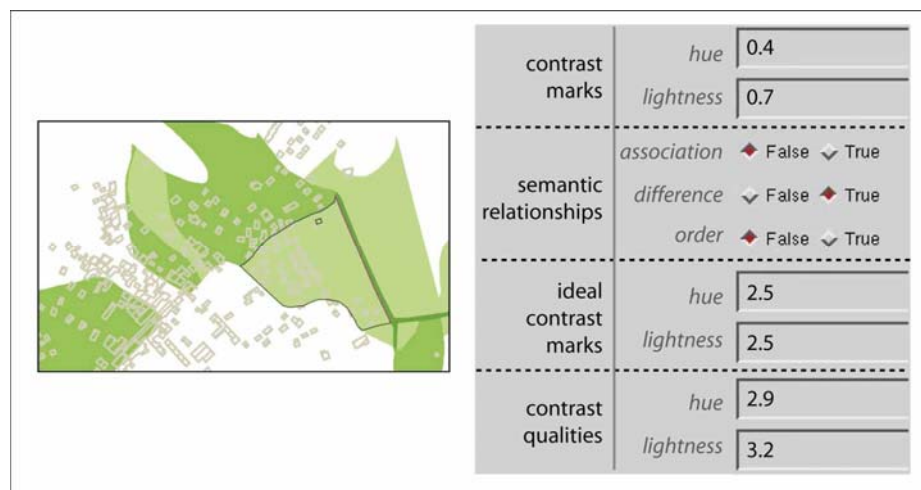 contrast
marks
hue 0.4
lightness 0.7
semantic
relationships
association False True
difference False True
order False True
ideal
contrast
marks
hue 2.5
lightness 2.5
contrast
qualities
hue 2.9
lightness 3.2